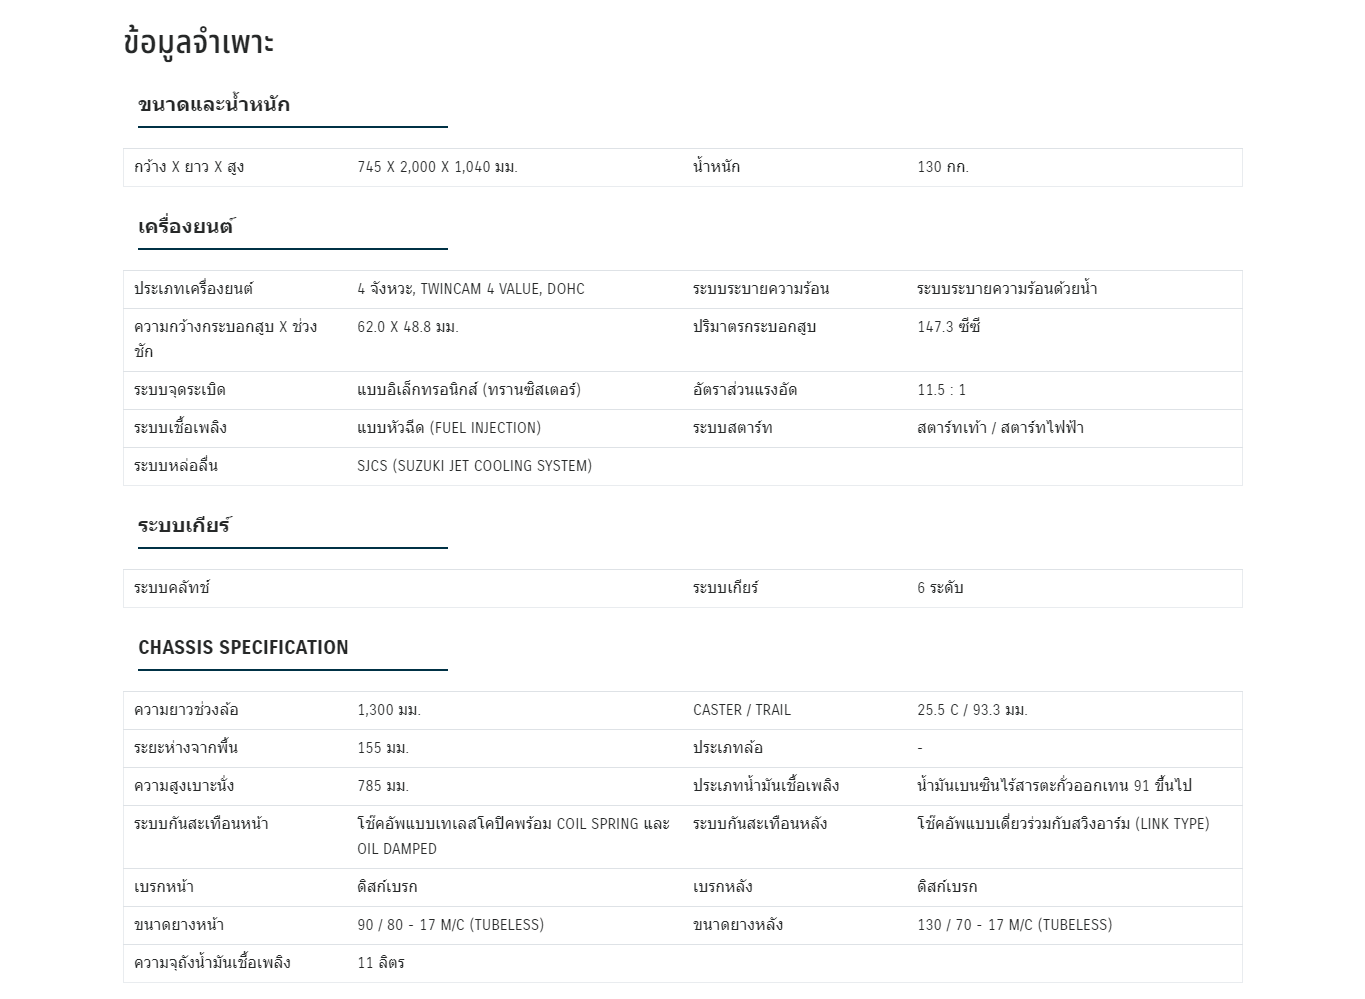 ข้อมูลจำเพาะ
ขนาดและน้ำหนัก
กว้าง X ยาว X สูง 745 X 2,000 X 1,040 มม. น้ำหนัก 130 กก.
เครื่องยนต์
ประเภทเครื่องยนต์ 4 จังหวะ, TWINCAM 4 VALUE, DOHC ระบบระบายความร้อน ระบบระบายความร้อนด้วยน้ำ
ความกว้างกระบอกสูบ X ช่วง 62.0 X 48.8 มม. ปริมาตรกระบอกสูบ 147.3 ซีซี
ชัก
ระบบจุดระเบิด แบบอิเล็กทรอนิกส์ (ทรานซิสเตอร์) อัตราส่วนแรงอัด 11.5 : 1
ระบบเชื้อเพลิง แบบหัวฉีด (FUEL INJECTION) ระบบสตาร์ท สตาร์ทเท้า / สตาร์ทไฟฟ้า
ระบบหล่อลื่น SJCS (SUZUKI JET COOLING SYSTEM)
ระบบเกียร์
ระบบคลัทช์ ระบบเกียร์ 6 ระดับ
CHASSIS SPECIFICATION
ความยาวช่วงล้อ 1,300 มม. CASTER / TRAIL 25.5 C / 93.3 มม.
ระยะห่างจากพื้น 155 มม. ประเภทล้อ -
ความสูงเบาะนั่ง 785 มม. ประเภทน้ำมันเชื้อเพลิง น้ำมันเบนซินไร้สารตะกั่วออกเทน 91 ขึ้นไป
ระบบกันสะเทือนหน้า โช๊คอัพแบบเทเลสโคปิคพร้อม COIL SPRING และ ระบบกันสะเทือนหลัง โช๊คอัพแบบเดี่ยวร่วมกับสวิงอาร์ม (LINK TYPE)
OIL DAMPED
เบรกหน้า ดิสก์เบรก เบรกหลัง ดิสก์เบรก
ขนาดยางหน้า 90 / 80 - 17 M/C (TUBELESS) ขนาดยางหลัง 130 / 70 - 17 M/C (TUBELESS)
ความจุถังน้ำมันเชื้อเพลิง 11 ลิตร